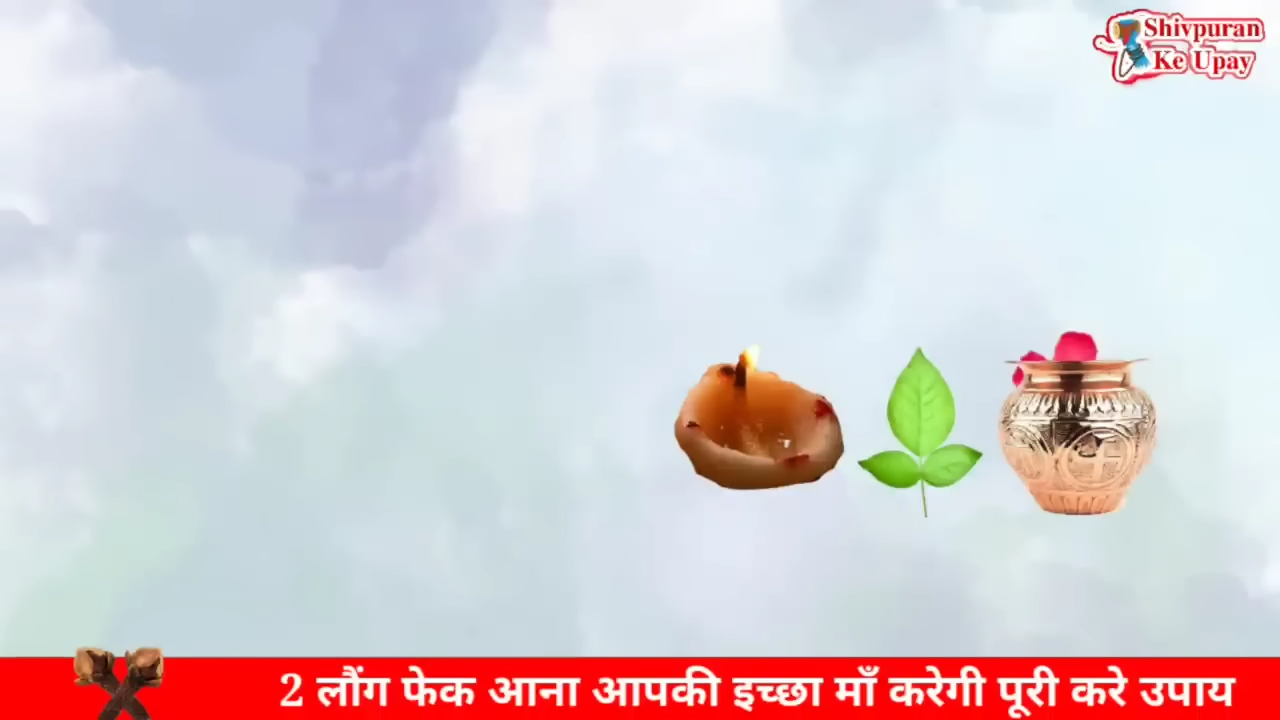 Shivpuran
Ke Upay
2 लौंग फेक आना आपकी इच्छा माँ करेगी पूरी करे उपाय